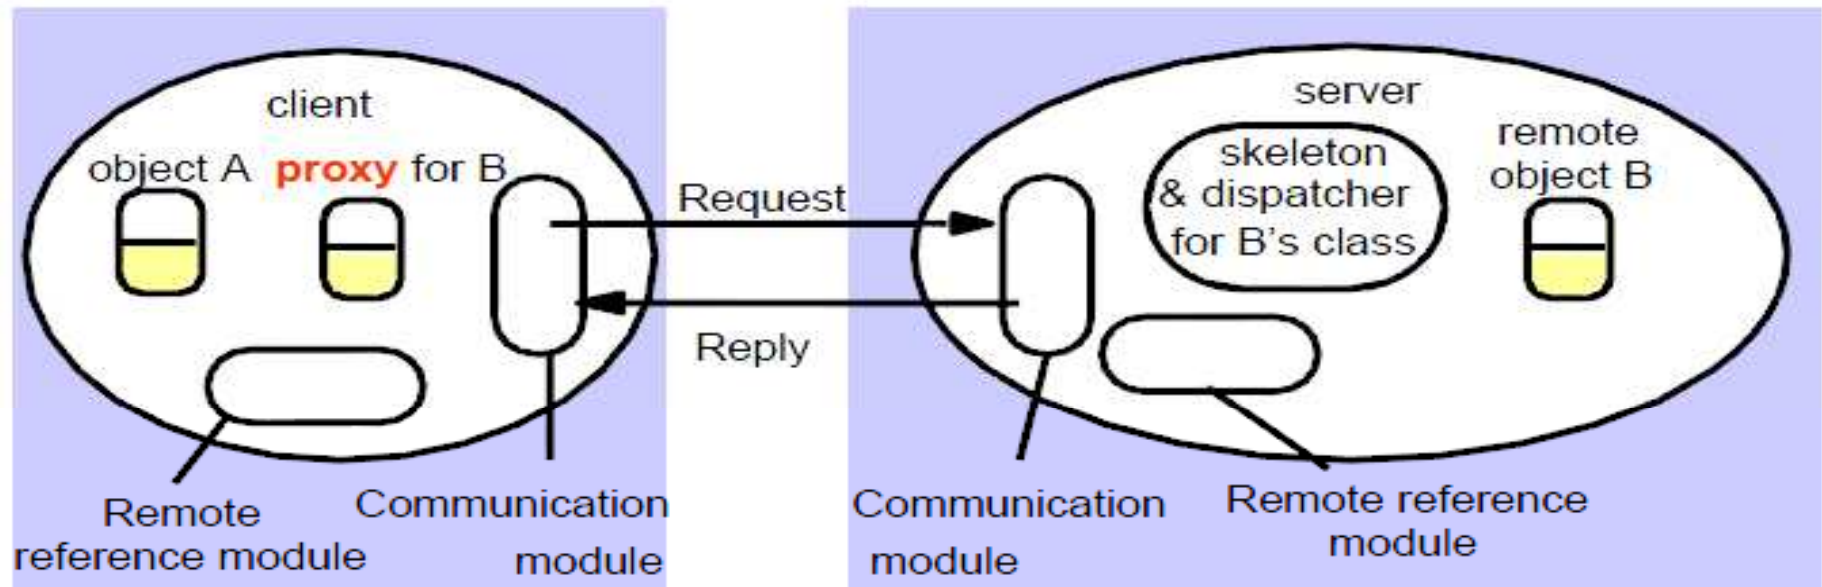 client
object A proxy for B
Remote
reference module
Communication
module
Request
Reply
server
skeleton
& dispatcher
for B's class
remote
object B
Communication
module
Remote reference
module